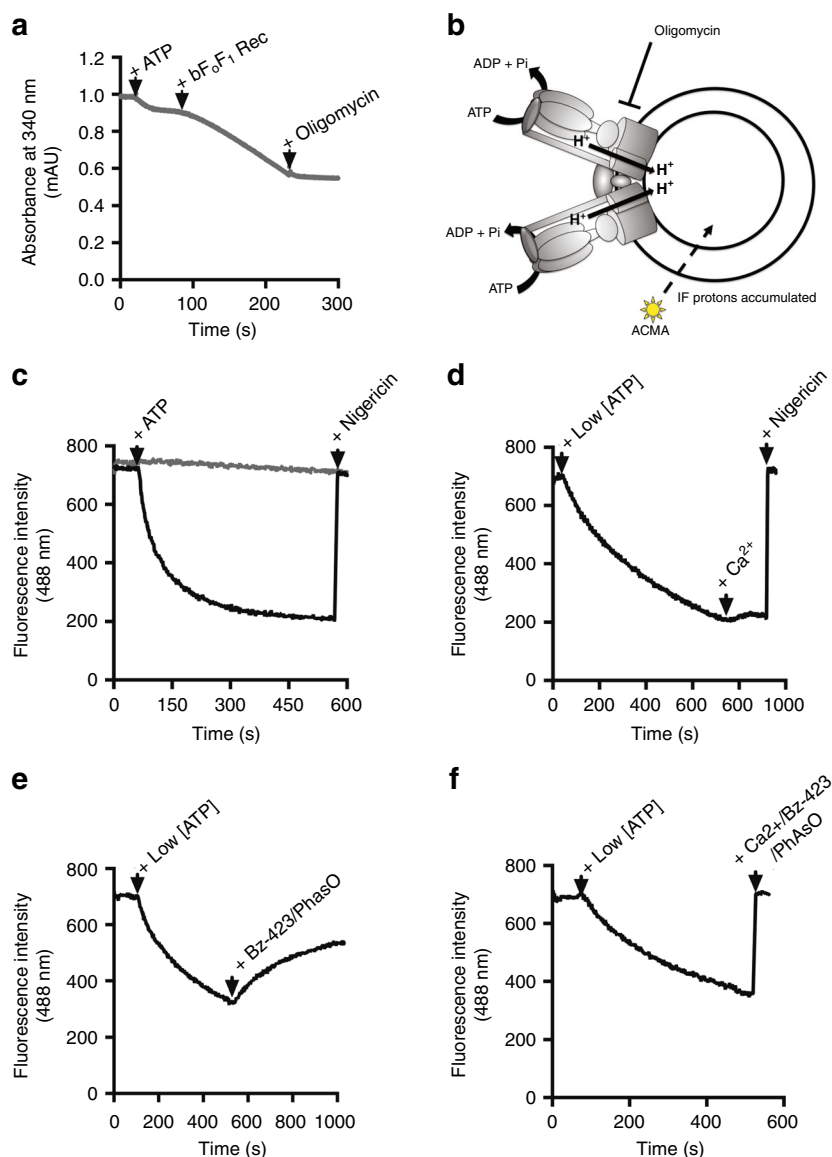 a
+ ATP
+ bFoF1 Rec
+ Oligomycin
1.2
1.0
0.8
0.6
0.4
0.2
0.0
Absorbance at 340 nm
(mAU)
0
100
200
300
Time (s)
b
Oligomycin
ADP + Pi
ATP
H+
H+
H+
H+
ADP + Pi
ATP
IF protons accumulated
ACMA
c
+ ATP
+ Nigericin
800
600
400
200
0
Fluorescence intensity
(488 nm)
0
150
300
450
600
Time (s)
d
+ Low [ATP]
+ Ca2+
+ Nigericin
800
600
400
200
0
Fluorescence intensity
(488 nm)
0
200
400
600
800
600
1000
Time (s)
e
+ Low [ATP]
+ Bz-423/PhasO
800
600
400
200
0
Fluorescence intensity
(488 nm)
0
200
400
600
800
1000
Time (s)
f
+ Low [ATP]
+ Ca2+/Bz-423
/PhAsO
800
600
400
200
0
Fluorescence intensity
(488 nm)
0
200
400
600
Time (s)